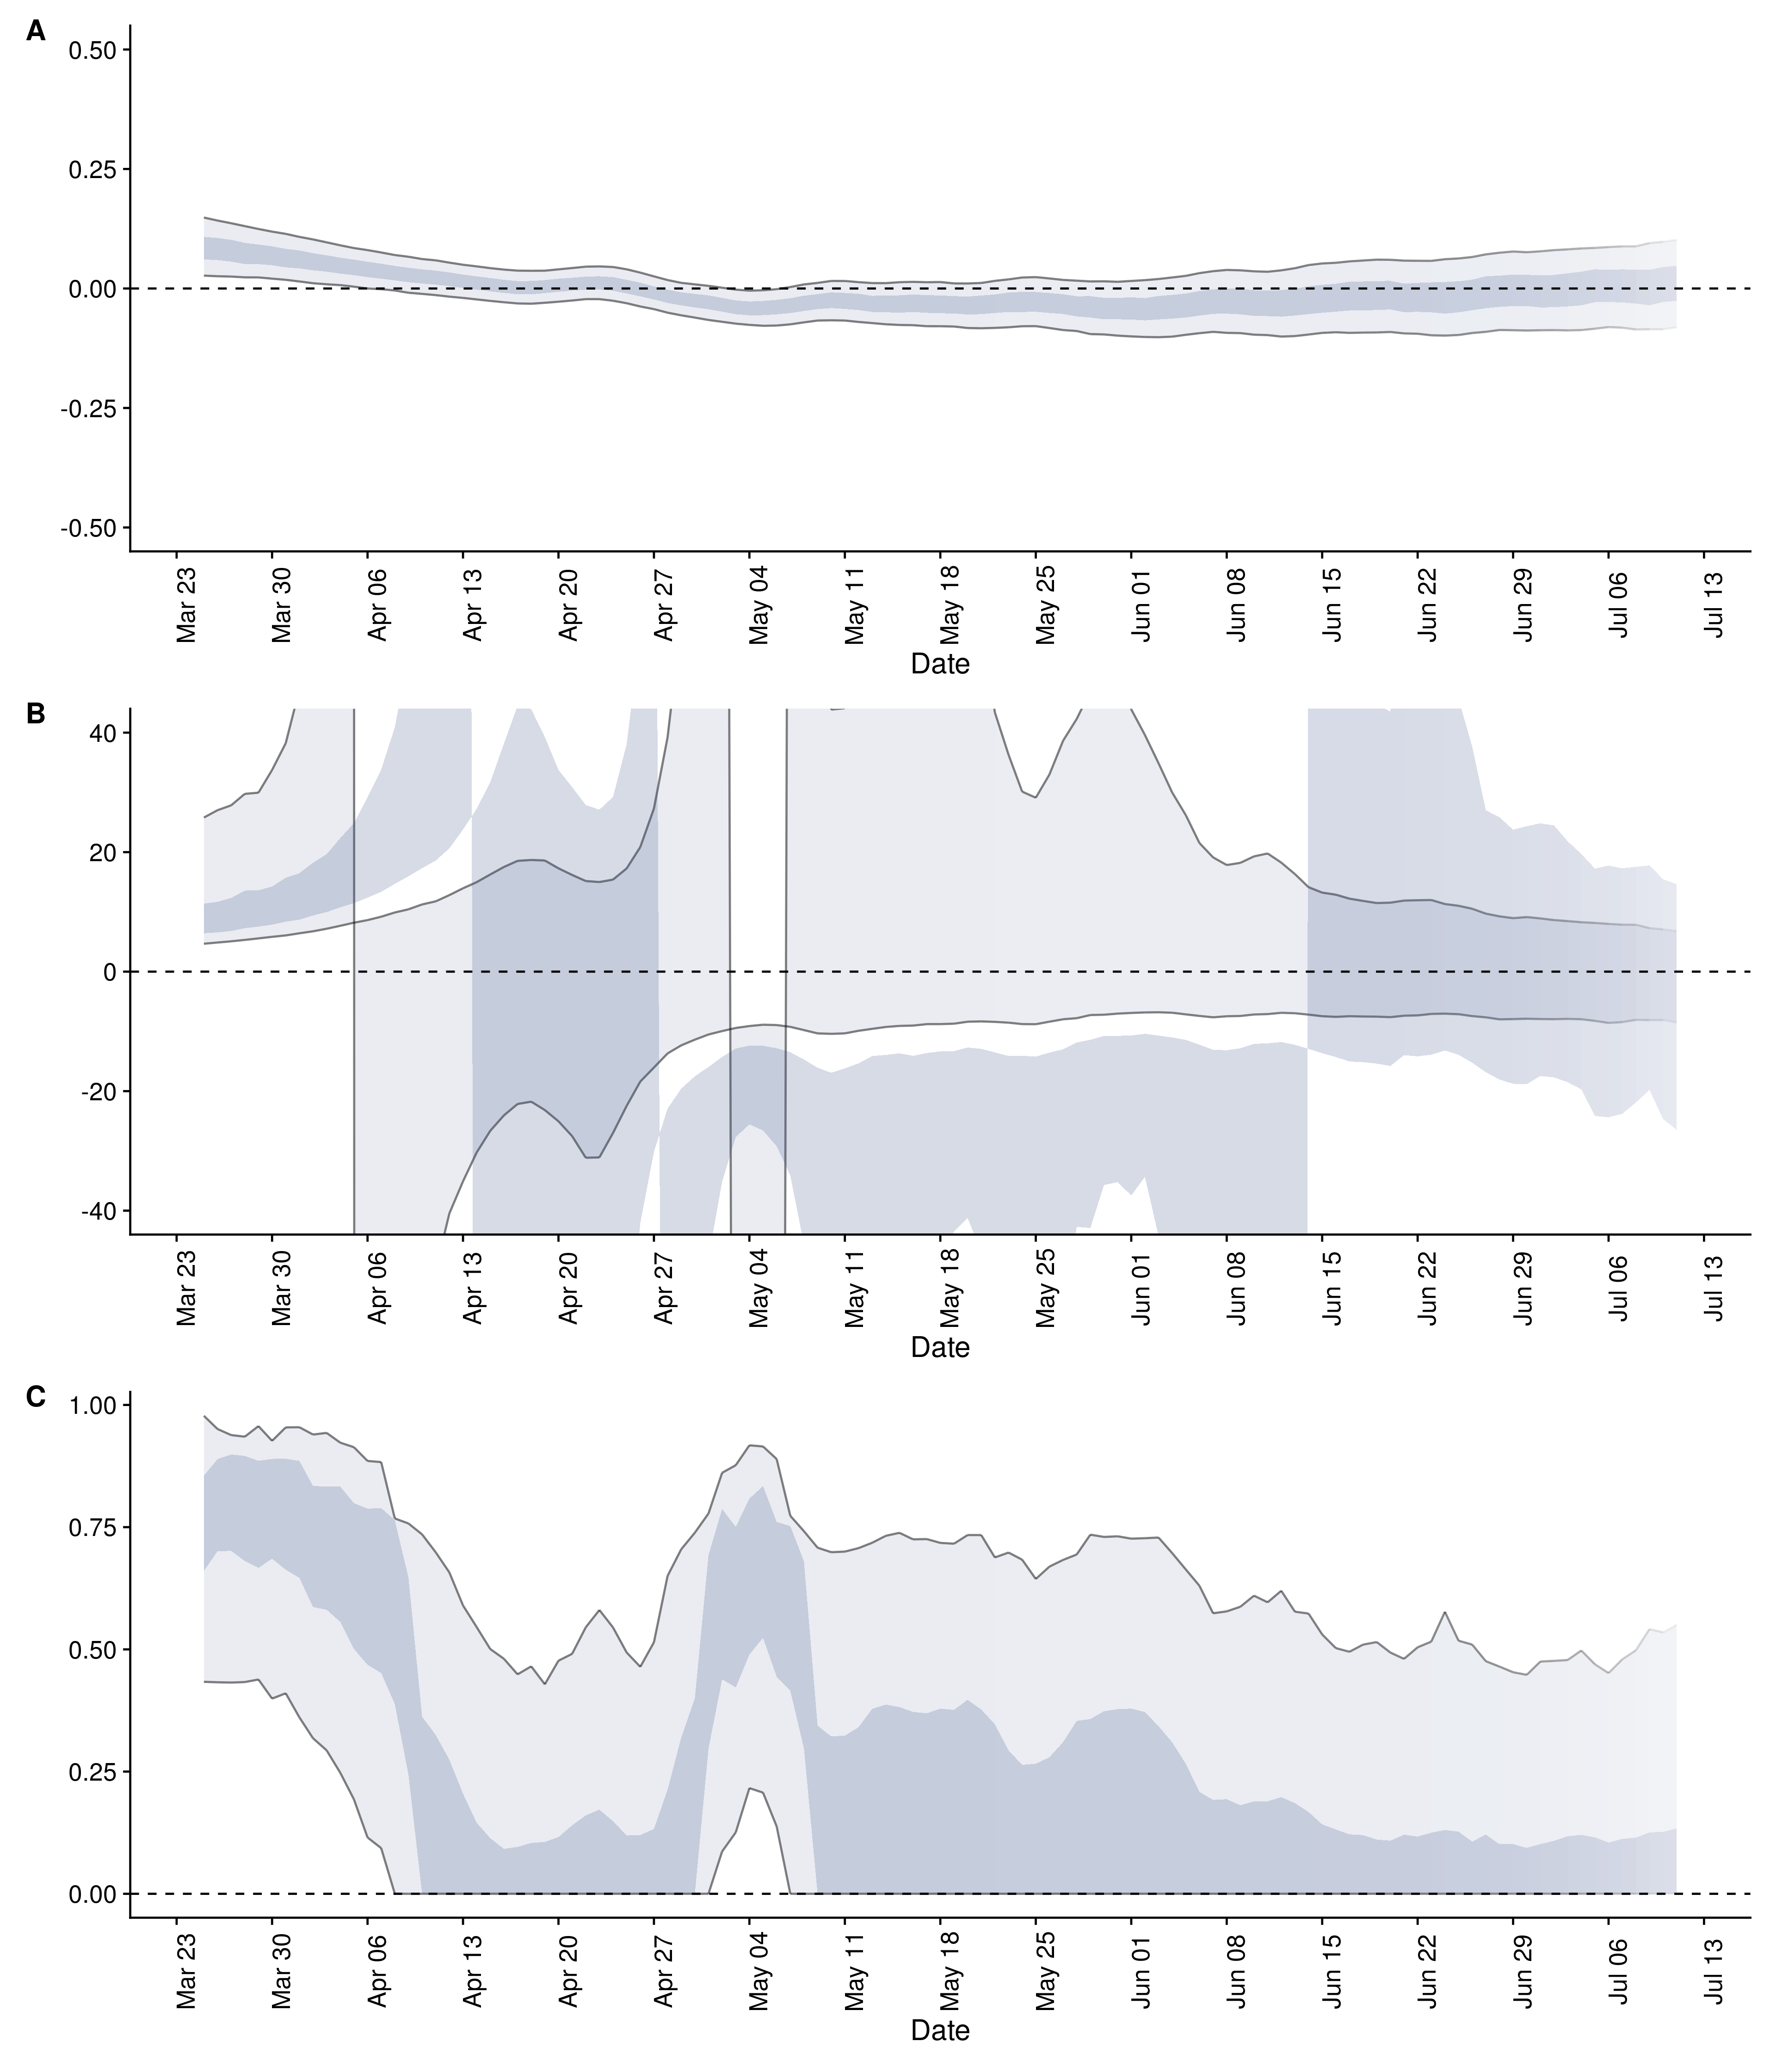 A
0.50
0.25
0.00
-0.25
-0.50
Mar 23
Mar 30
Apr 06
Apr 13
Apr 20
Apr 27
May 04
May 11
May 18
May 25
Jun 01
Jun 08
Jun 15
Jun 22
Jun 29
Jul 06
Jul 13
Date
B
40
20
0
-20
-40
Mar 23
Mar 30
Apr 06
Apr 13
Apr 20
Apr 27
May 04
May 11
May 18
May 25
Jun 01
Jun 08
Jun 15
Jun 22
Jun 29
Jul 06
Jul 13
Date
C
1.00
0.75
0.50
0.25
0.00
Mar 23
Mar 30
Apr 06
Apr 13
Apr 20
Apr 27
May 04
May 11
May 18
May 25
Jun 01
Jun 08
Jun 15
Jun 22
Jun 29
Jul 06
Jul 13
Date